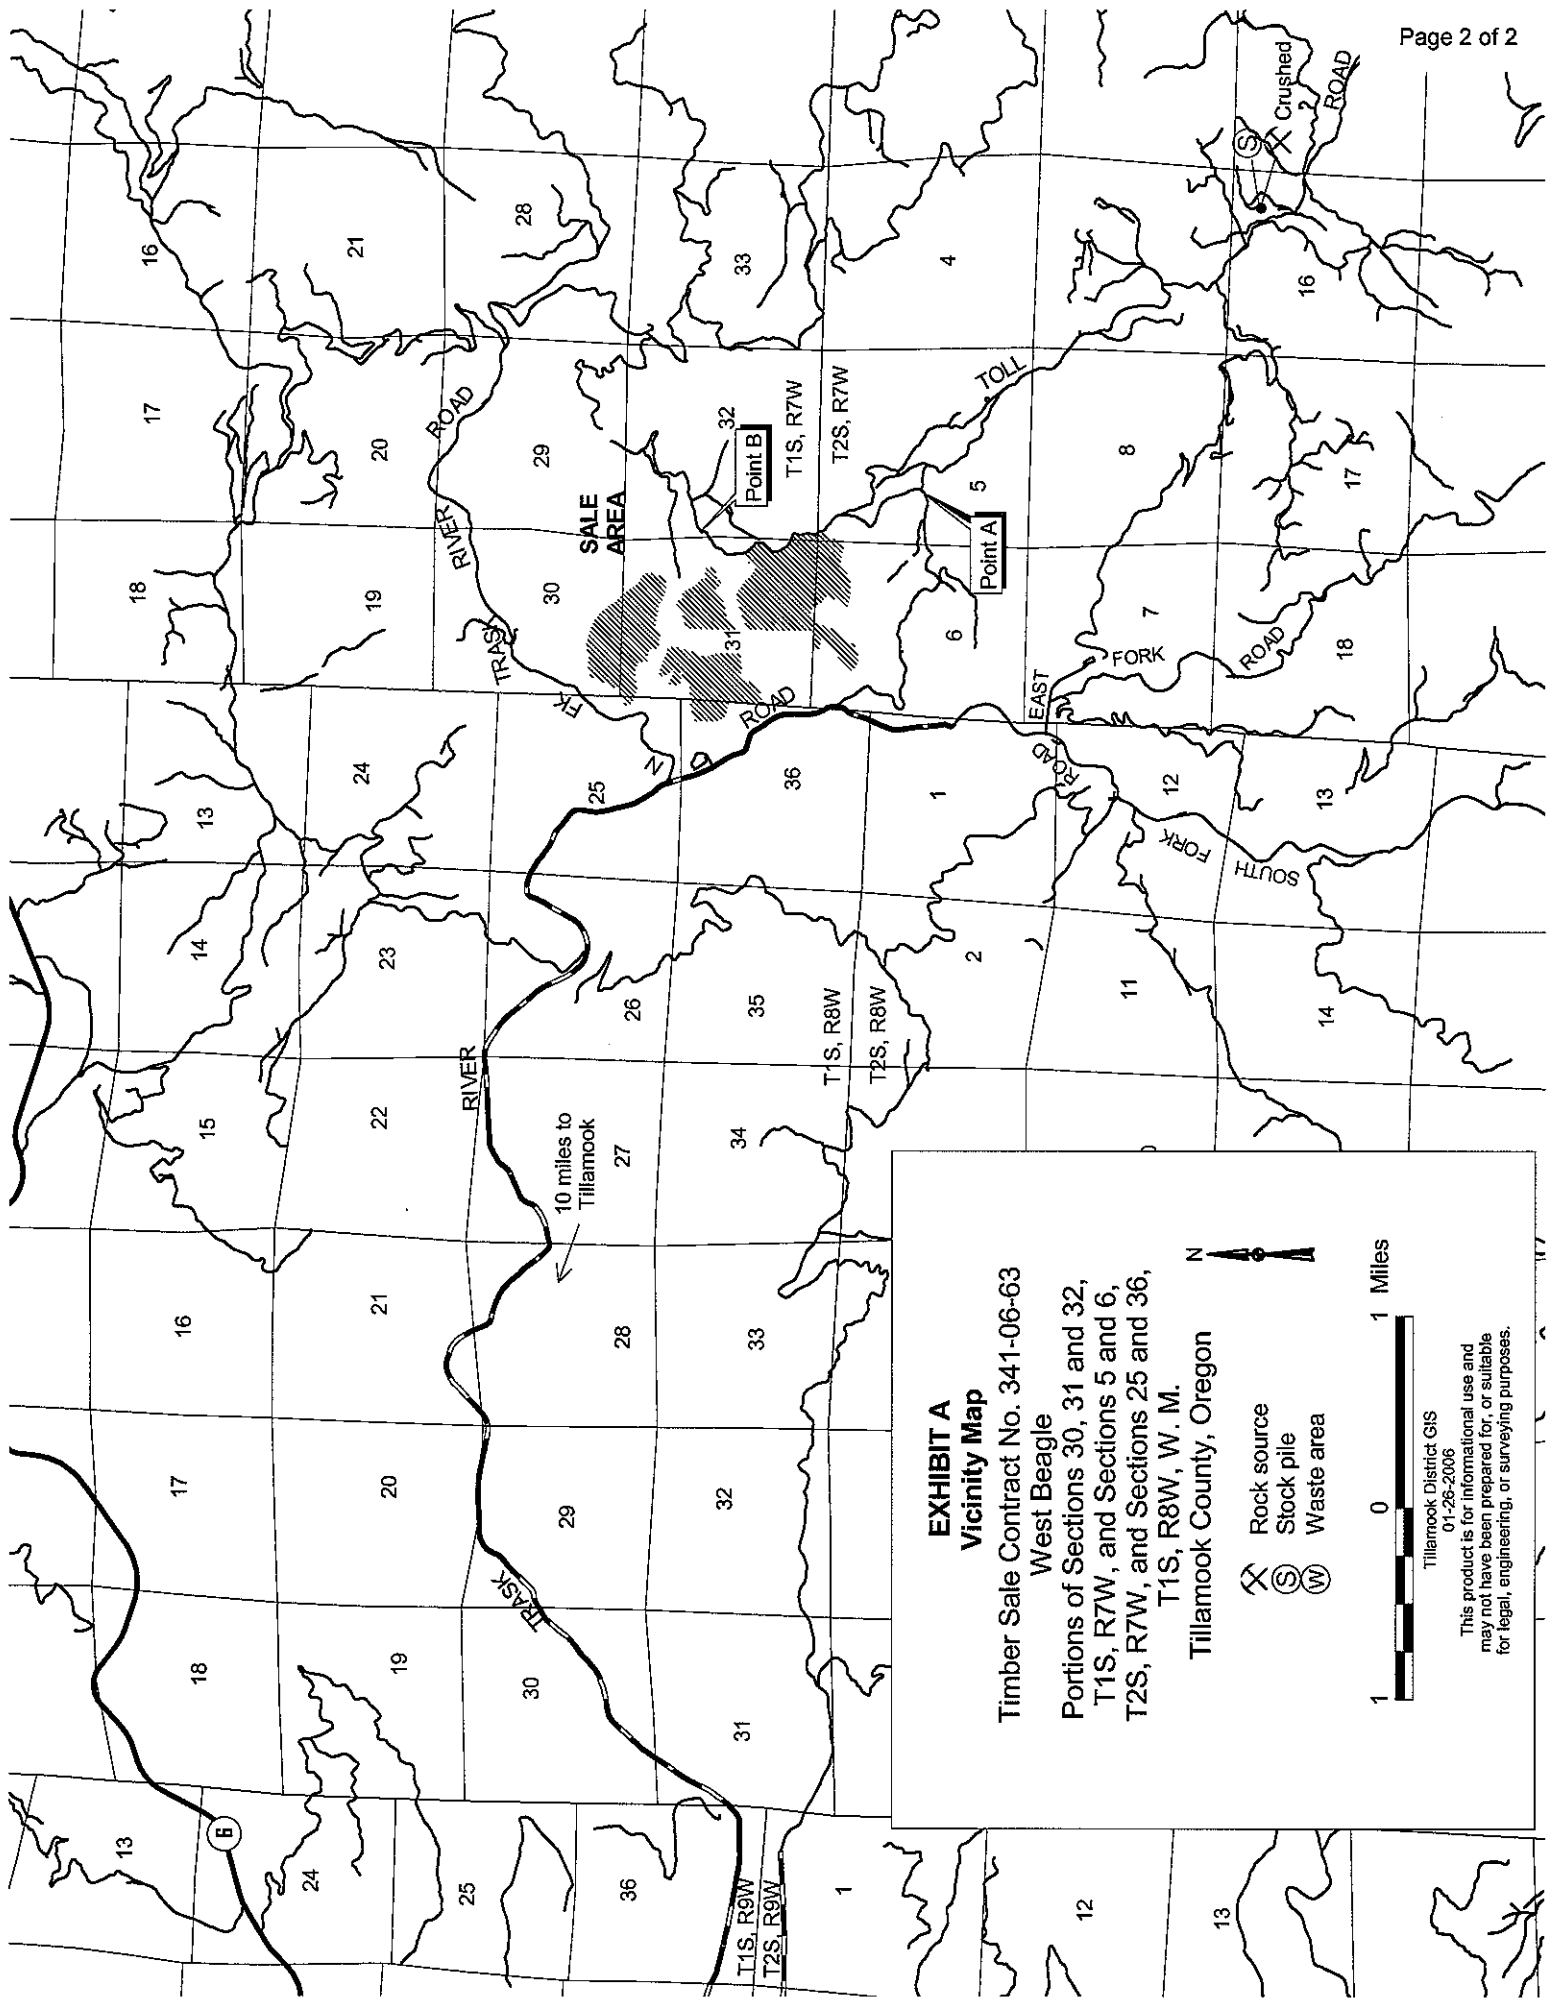 Page 2 of 2
16
21
28
33
4
16
S
Crushed
ROAD
17
20
ROAD
29
32
Point B
T1S, R7W
T2S, R7W
TOLL
5
8
17
SALE
AREA
Point A
18
19
RIVER
30
31
6
7
18
TRASK
FK
N
ROAD
EAST
FORK
ROAD
13
24
25
36
1
ROAD
12
13
FORK
SOUTH
14
23
26
35
T1S, R8W
T2S, R8W
2
11
14
15
22
RIVER
27
34
10 miles to
Tillamook
16
21
28
33
17
20
29
32
18
19
TRASK
30
31
6
13
24
25
36
T1S, R9W
T2S, R9W
1
12
13
EXHIBIT A
Vicinity Map
Timber Sale Contract No. 341-06-63
West Beagle
Portions of Sections 30, 31 and 32,
T1S, R7W, and Sections 5 and 6,
T2S, R7W, and Sections 25 and 36,
T1S, R8W, W. M.
Tillamook County, Oregon
N
Rock source
S Stock pile
W Waste area
1 0 1 Miles
Tillamook District GIS
01-26-2006
This product is for informational use and
may not have been prepared for, or suitable
for legal, engineering, or surveying purposes.